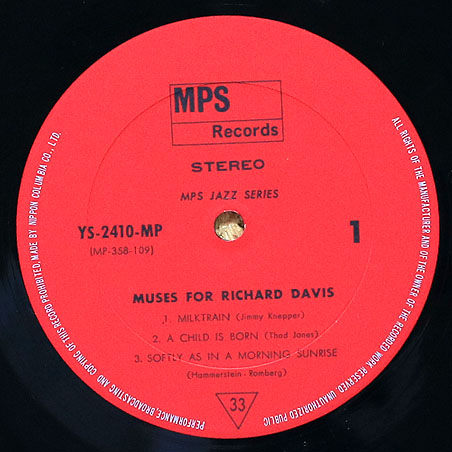 MPS
Records
STEREO
MPS JAZZ SERIES
YS-2410-MP
(MP-358-109)
1
MUSES FOR RICHARD DAVIS
1. MILKTRAIN (Jimmy Knepper)
2. A CHILD IS BORN (Thad Jones)
3. SOFTLY AS IN A MORNING SUNRISE
(Hammerstein - Romberg)
33
ALL RIGHTS OF THE MANUFACTURER AND OF THE OWNER OF THE RECORDED WORK RESERVED. UNAUTHORIZED PUBLIC
PERFORMANCE, BROADCASTING AND COPYING OF THIS RECORD PROHIBITED. MADE BY NIPPON COLUMBIA CO., LTD.